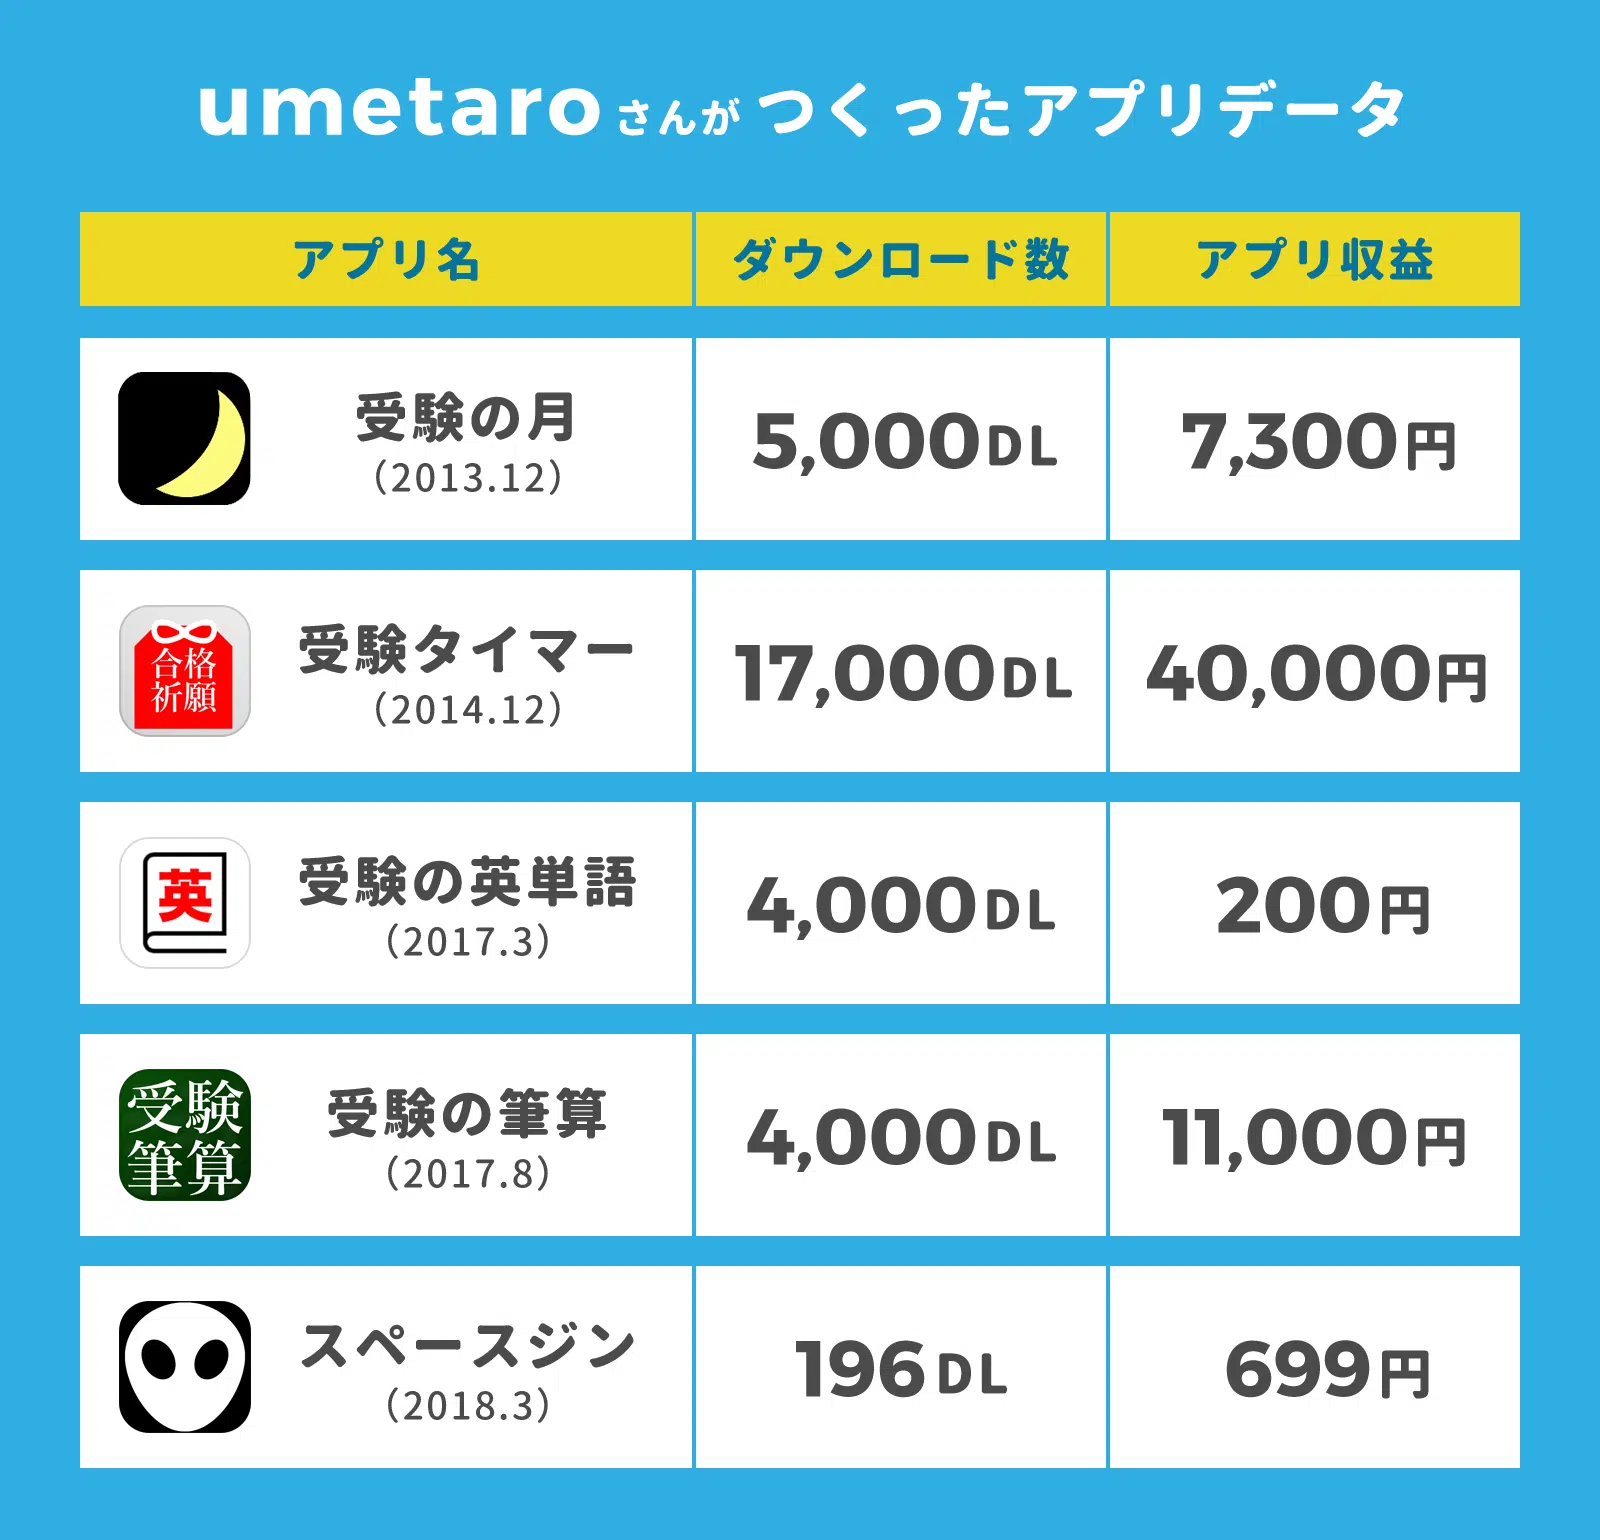 umetaroさんがつくったアプリデータ
アプリ名 ダウンロード数 アプリ収益
受験の月
（2013.12）
5,000DL
7,300円
合格
祈願
受験タイマー
（2014.12）
17,000DL
40,000円
英
受験の英単語
（2017.3）
4,000DL
200円
受験
筆算
受験の筆算
（2017.8）
4,000DL
11,000円
スペースジン
（2018.3）
196DL
699円